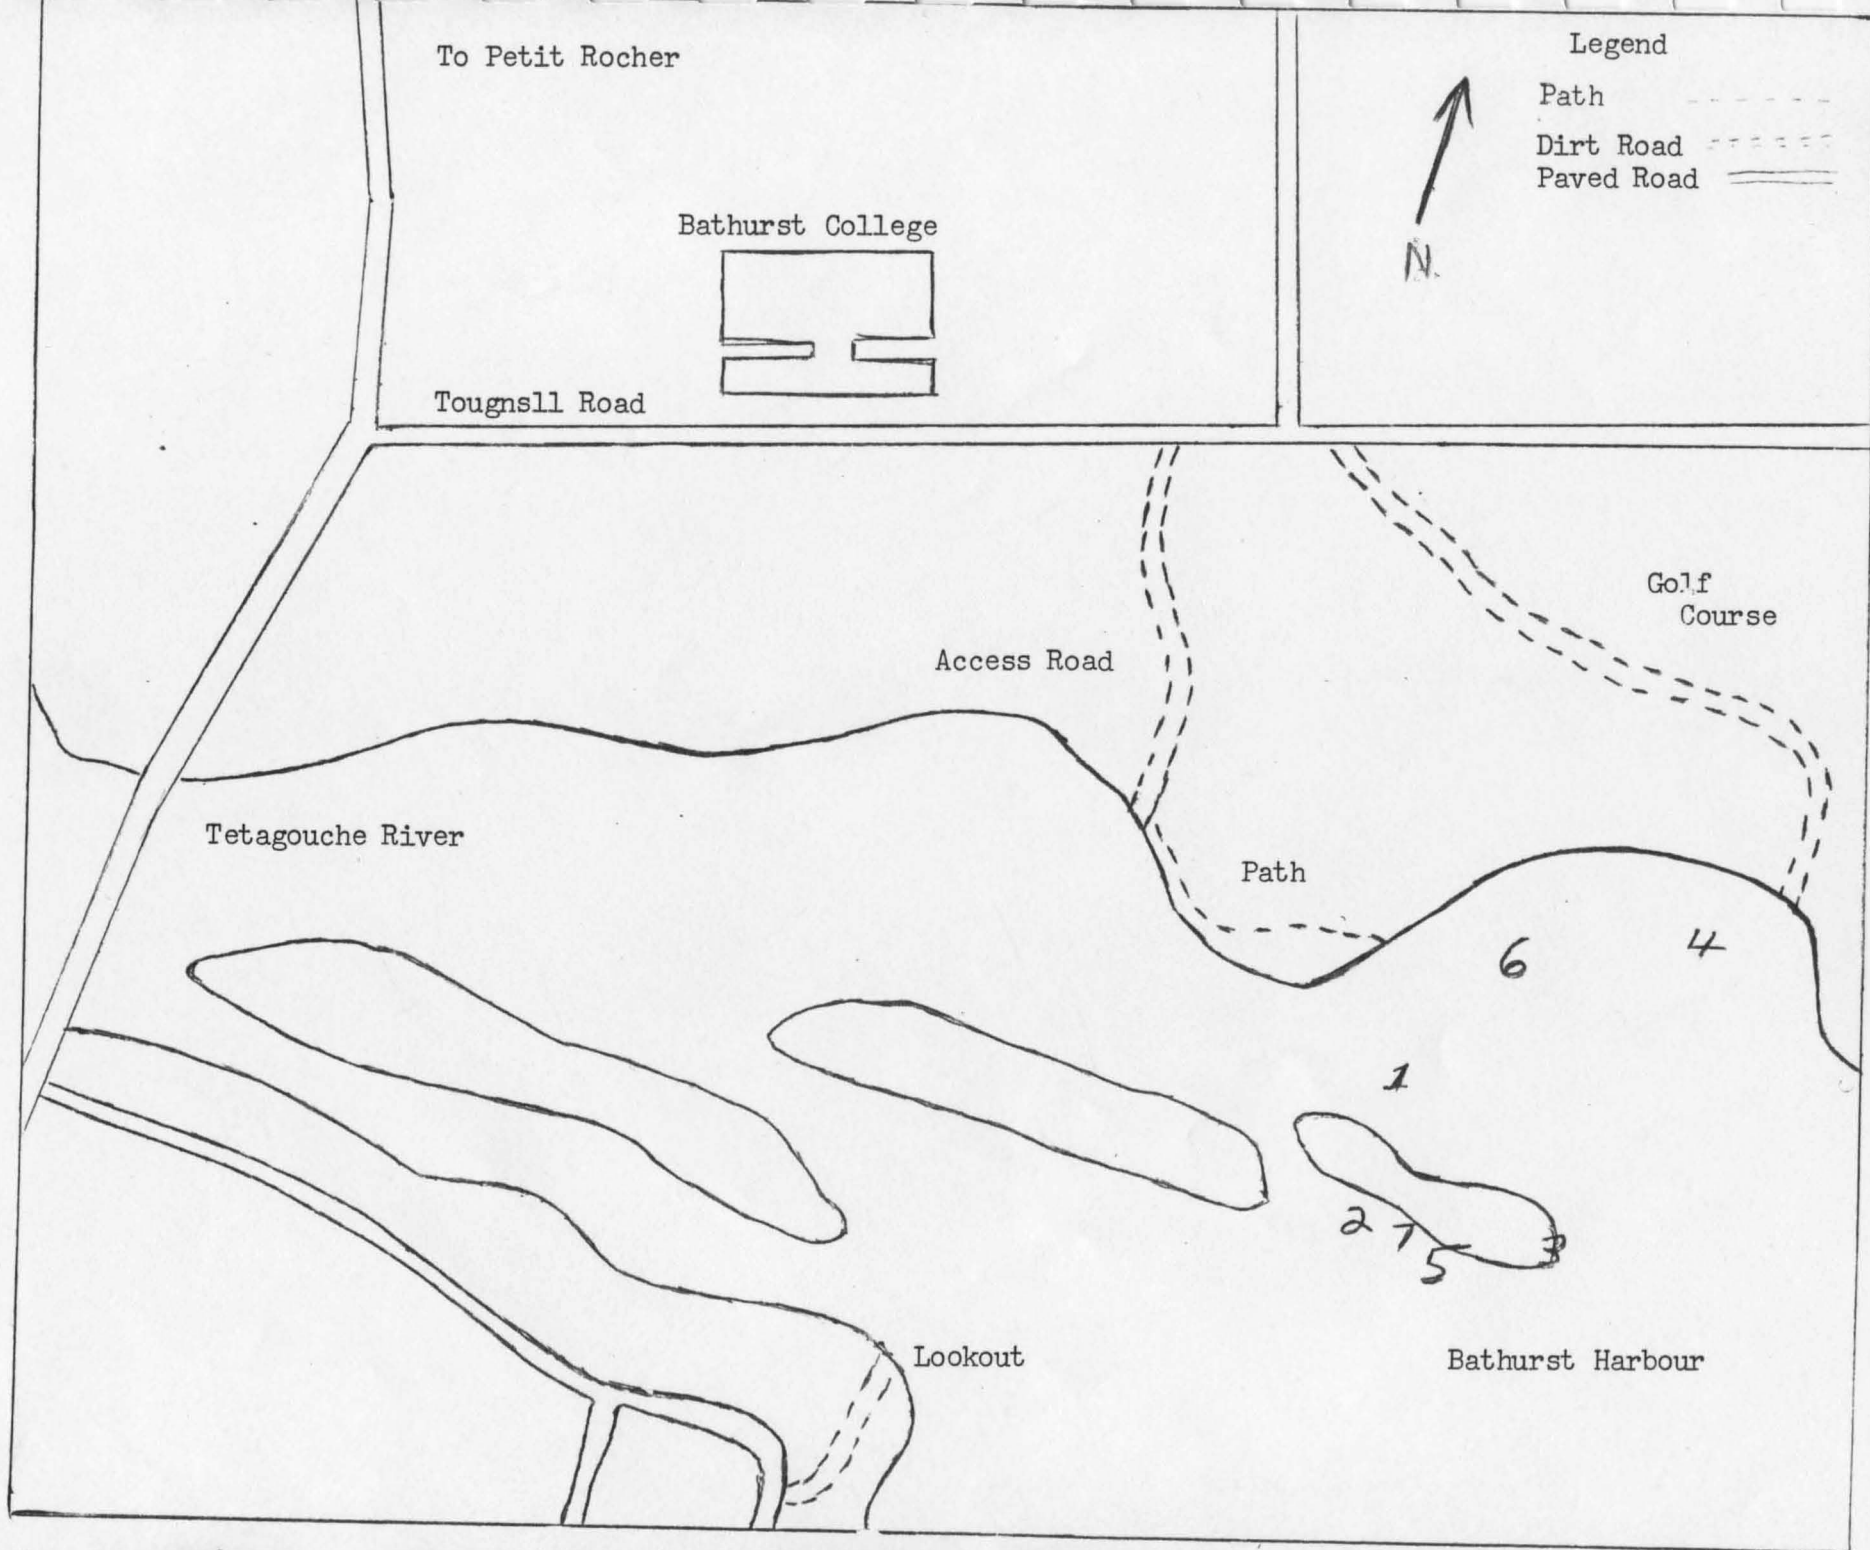 To Petit Rocher
Legend
Path
Dirt Road
Paved Road
N.
Bathurst College
Tougnsll Road
Golf
Course
Access Road
Tetagouche River
Path
6
4
1
2
7
5
3
Lookout
Bathurst Harbour